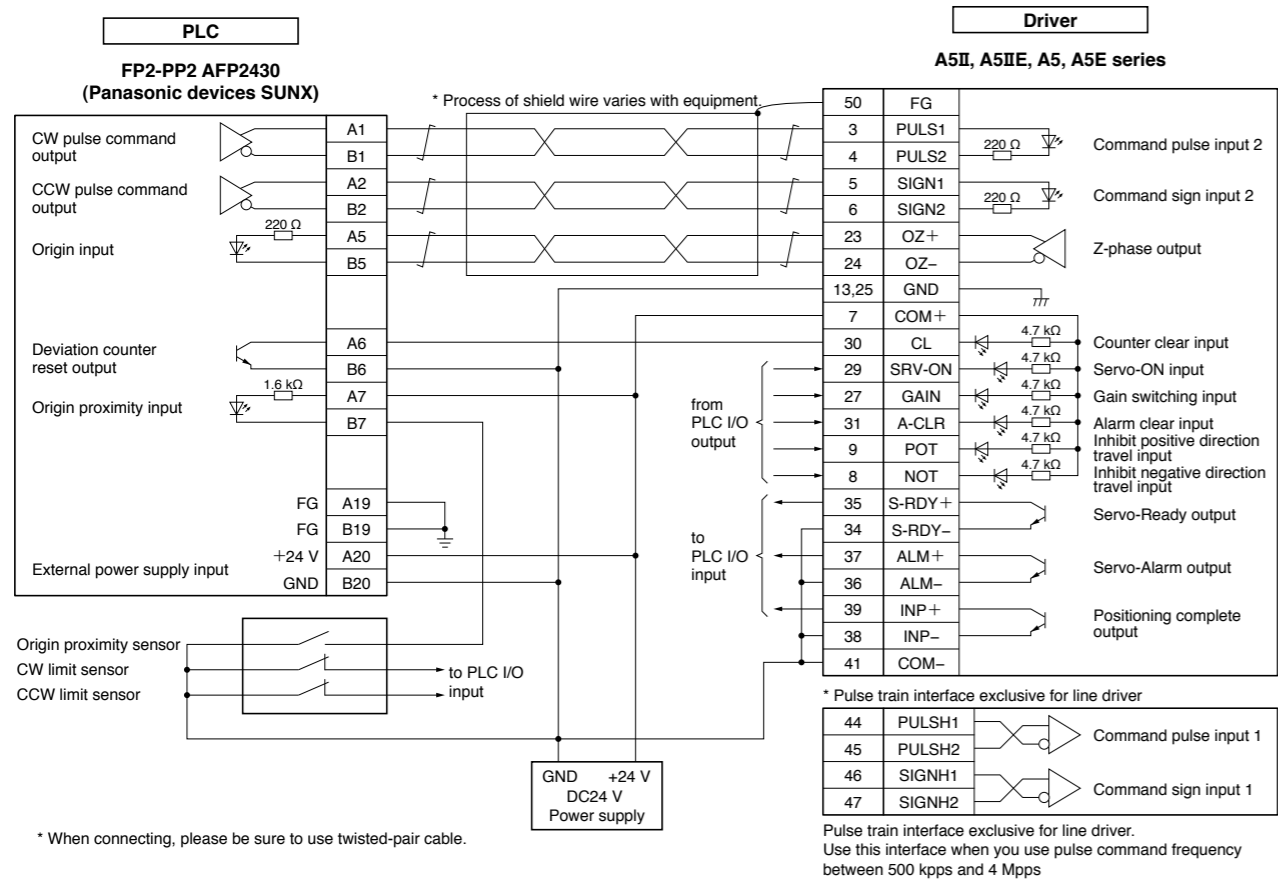 PLC
FP2-PP2 AFP2430
(Panasonic devices SUNX)
Driver
A5II, A5IIE, A5, A5E series
* Process of shield wire varies with equipment.
CW pulse command
output
CCW pulse command
output
220 Ω
Origin input
Deviation counter
reset output
1.6 kΩ
Origin proximity input
FG
FG
+24 V
External power supply input
GND
A1
B1
A2
B2
A5
B5
A6
B6
A7
B7
A19
B19
A20
B20
Origin proximity sensor
CW limit sensor
CCW limit sensor
to PLC I/O
input
from
PLC I/O
output
to
PLC I/O
input
GND +24 V
DC24 V
Power supply
50 FG
3 PULS1
4 PULS2
220 Ω
Command pulse input 2
5 SIGN1
6 SIGN2
220 Ω
Command sign input 2
23 OZ+
24 OZ−
Z-phase output
13,25 GND
7 COM+
30 CL 4.7 kΩ Counter clear input
29 SRV-ON 4.7 kΩ Servo-ON input
27 GAIN 4.7 kΩ Gain switching input
31 A-CLR 4.7 kΩ Alarm clear input
9 POT 4.7 kΩ Inhibit positive direction
travel input
8 NOT 4.7 kΩ Inhibit negative direction
travel input
35 S-RDY+
34 S-RDY−
Servo-Ready output
37 ALM+
36 ALM−
Servo-Alarm output
39 INP+
38 INP−
Positioning complete
output
41 COM−
* Pulse train interface exclusive for line driver
44 PULSH1
45 PULSH2
Command pulse input 1
46 SIGNH1
47 SIGNH2
Command sign input 1
Pulse train interface exclusive for line driver.
Use this interface when you use pulse command frequency
between 500 kpps and 4 Mpps
* When connecting, please be sure to use twisted-pair cable.